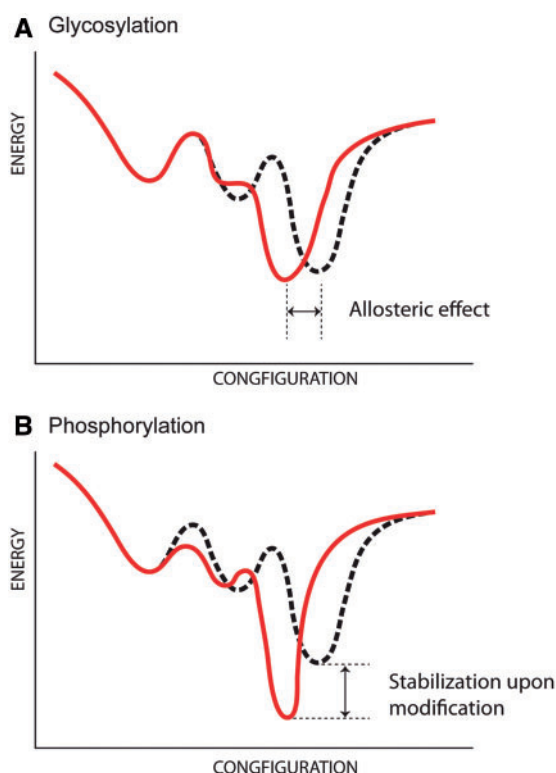 A Glycosylation
ENERGY
Allosteric effect
CONGFIGURATION
B Phosphorylation
ENERGY
Stabilization upon
modification
CONGFIGURATION